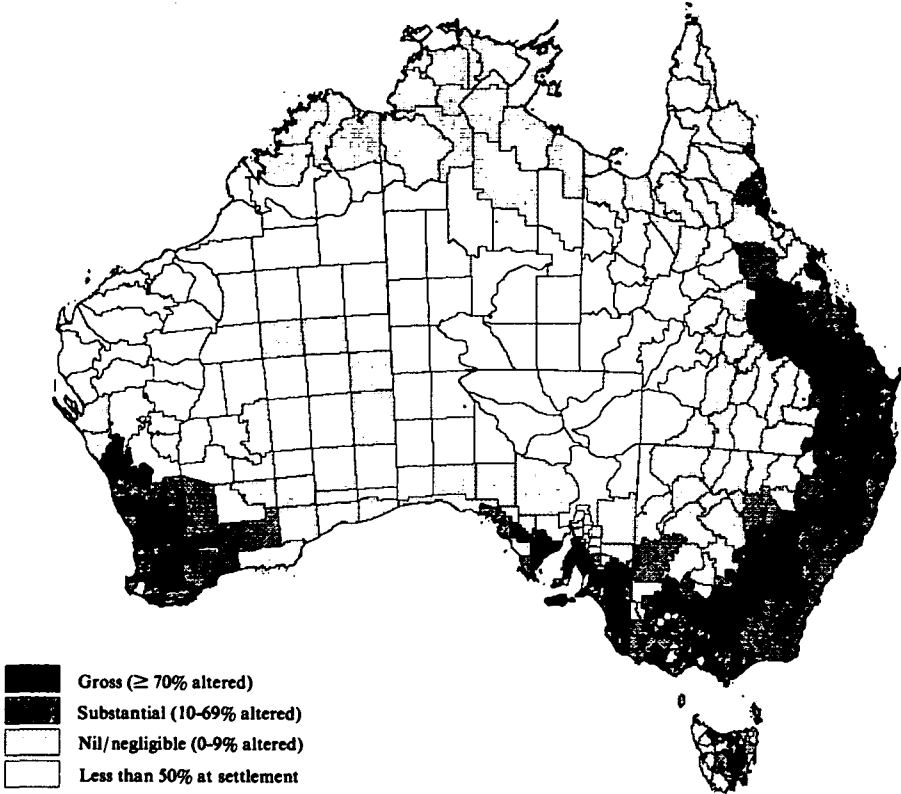 Gross (≥ 70% altered)
Substantial (10-69% altered)
Nil/negligible (0-9% altered)
Less than 50% at settlement